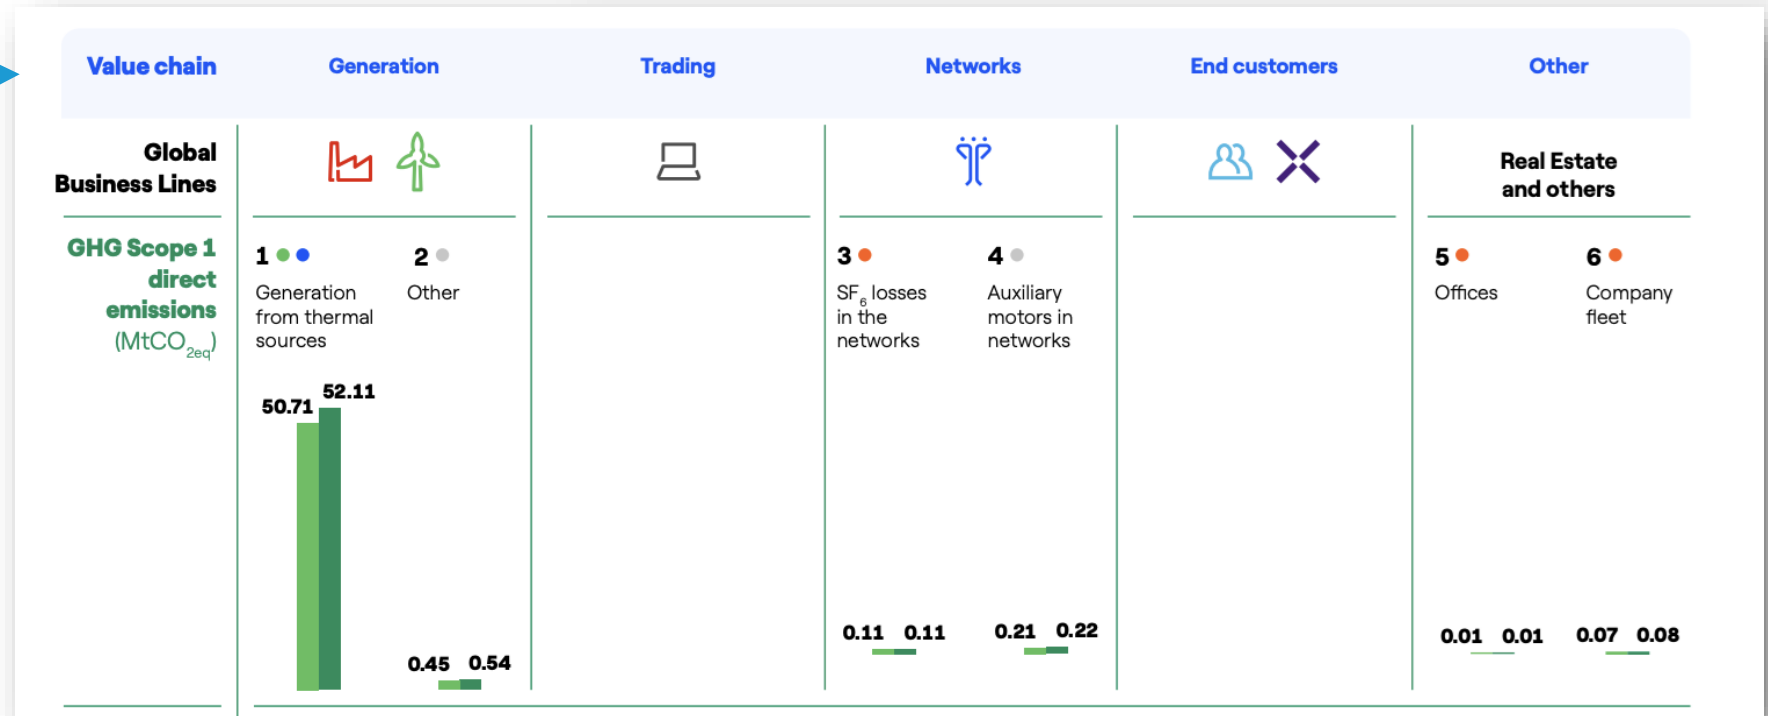 Value chain Generation Trading Networks End customers Other
Global
Business Lines
Real Estate
and others
GHG Scope 1
direct
emissions
(MtCO2eq)
1
Generation
from thermal
sources
50.71 52.11
2
Other
0.45 0.54
3
SF6 losses
in the
networks
0.11 0.11
4
Auxiliary
motors in
networks
0.21 0.22
5
Offices
0.01 0.01
6
Company
fleet
0.07 0.08